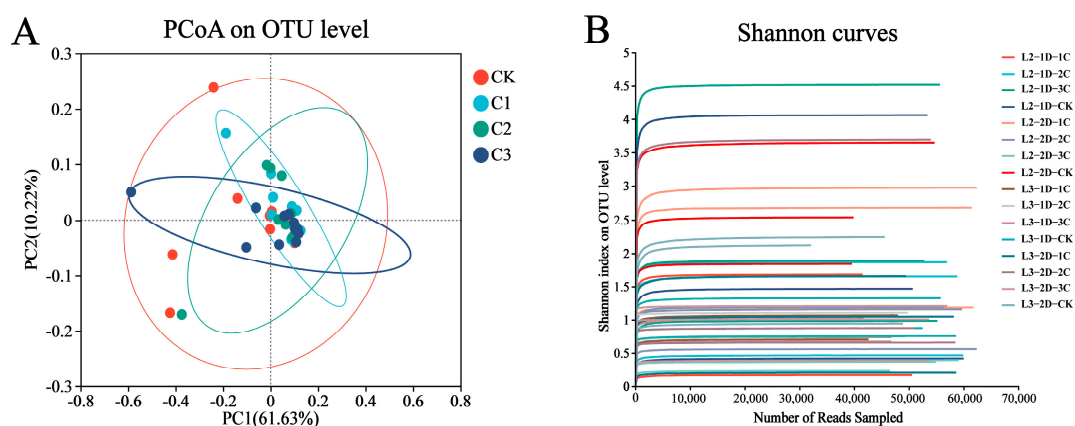 A
PCoA on OTU level
0.3
0.2
0.1
0
-0.1
-0.2
-0.3
PC2(10.22%)
-0.8
-0.6
-0.4
-0.2
0
0.2
0.4
0.6
0.8
PC1(61.63%)
CK
C1
C2
C3
B
Shannon curves
5
4.5
4
3.5
3
2.5
2
1.5
1
0.5
0
Shannon index on OTU level
0
10,000
20,000
30,000
40,000
50,000
60,000
70,000
Number of Reads Sampled
L2-1D-1C
L2-1D-2C
L2-1D-3C
L2-1D-CK
L2-2D-1C
L2-2D-2C
L2-2D-3C
L2-2D-CK
L3-1D-1C
L3-1D-2C
L3-1D-3C
L3-1D-CK
L3-2D-1C
L3-2D-2C
L3-2D-3C
L3-2D-CK